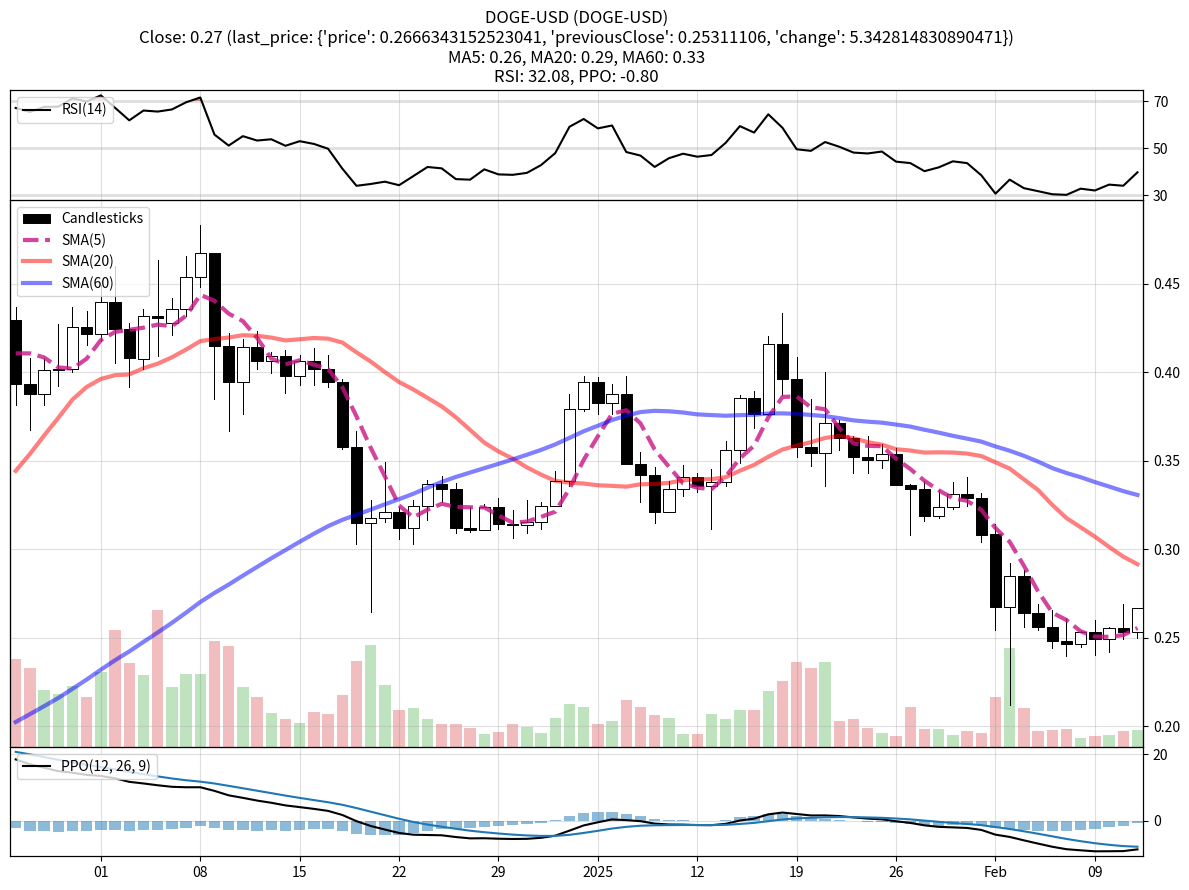 DOGE-USD (DOGE-USD)
Close: 0.27 (last_price: {'price': 0.2666343152523041, 'previousClose': 0.25311106, 'change': 5.342814830890471})
MA5: 0.26, MA20: 0.29, MA60: 0.33
RSI: 32.08, PPO: -0.80
RSI(14)
70
50
30
Candlesticks
SMA(5)
SMA(20)
SMA(60)
0.45
0.40
0.35
0.30
0.25
0.20
PPO(12, 26, 9)
20
0
01 08 15 22 29 2025 12 19 26 Feb 09